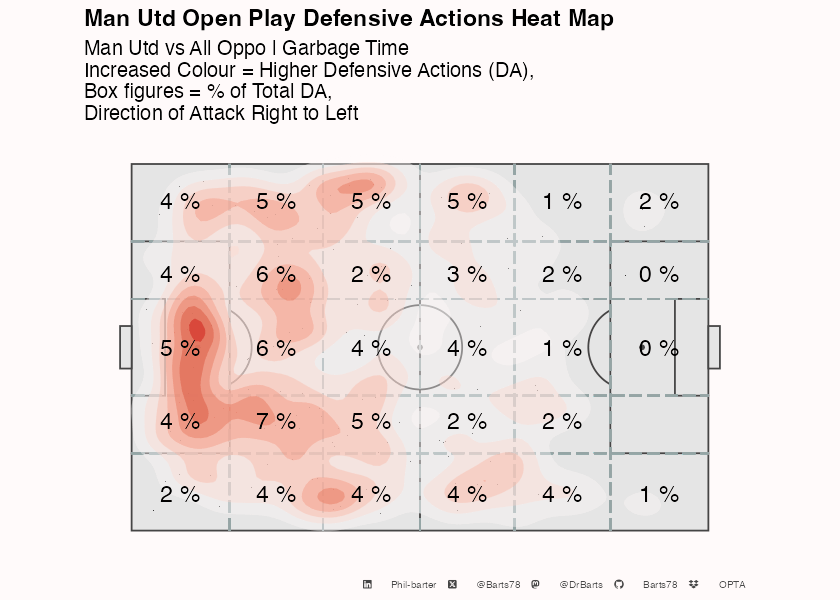 Man Utd Open Play Defensive Actions Heat Map
Man Utd vs All Oppo | Garbage Time
Increased Colour = Higher Defensive Actions (DA),
Box figures = % of Total DA,
Direction of Attack Right to Left
4 % 5 % 5 % 5 % 1 % 2 %
4 % 6 % 2 % 3 % 2 % 0 %
5 % 6 % 4 % 4 % 1 % 0 %
4 % 7 % 5 % 2 % 2 %
2 % 4 % 4 % 4 % 4 % 1 %
Phil-barter @Barts78 @DrBarts Barts78 OPTA